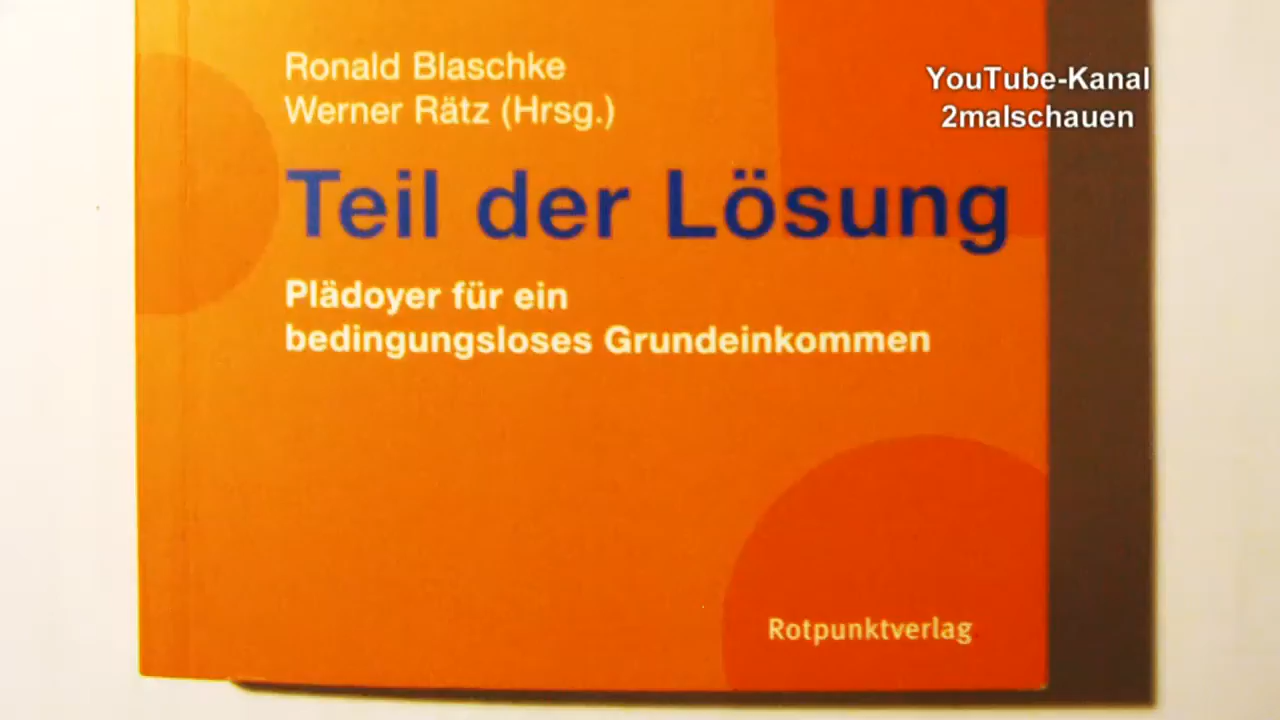 Ronald Blaschke
Werner Rätz (Hrsg.)
Teil der Lösung
Plädoyer für ein
bedingungsloses Grundeinkommen
Rotpunktverlag
YouTube-Kanal
2malschauen